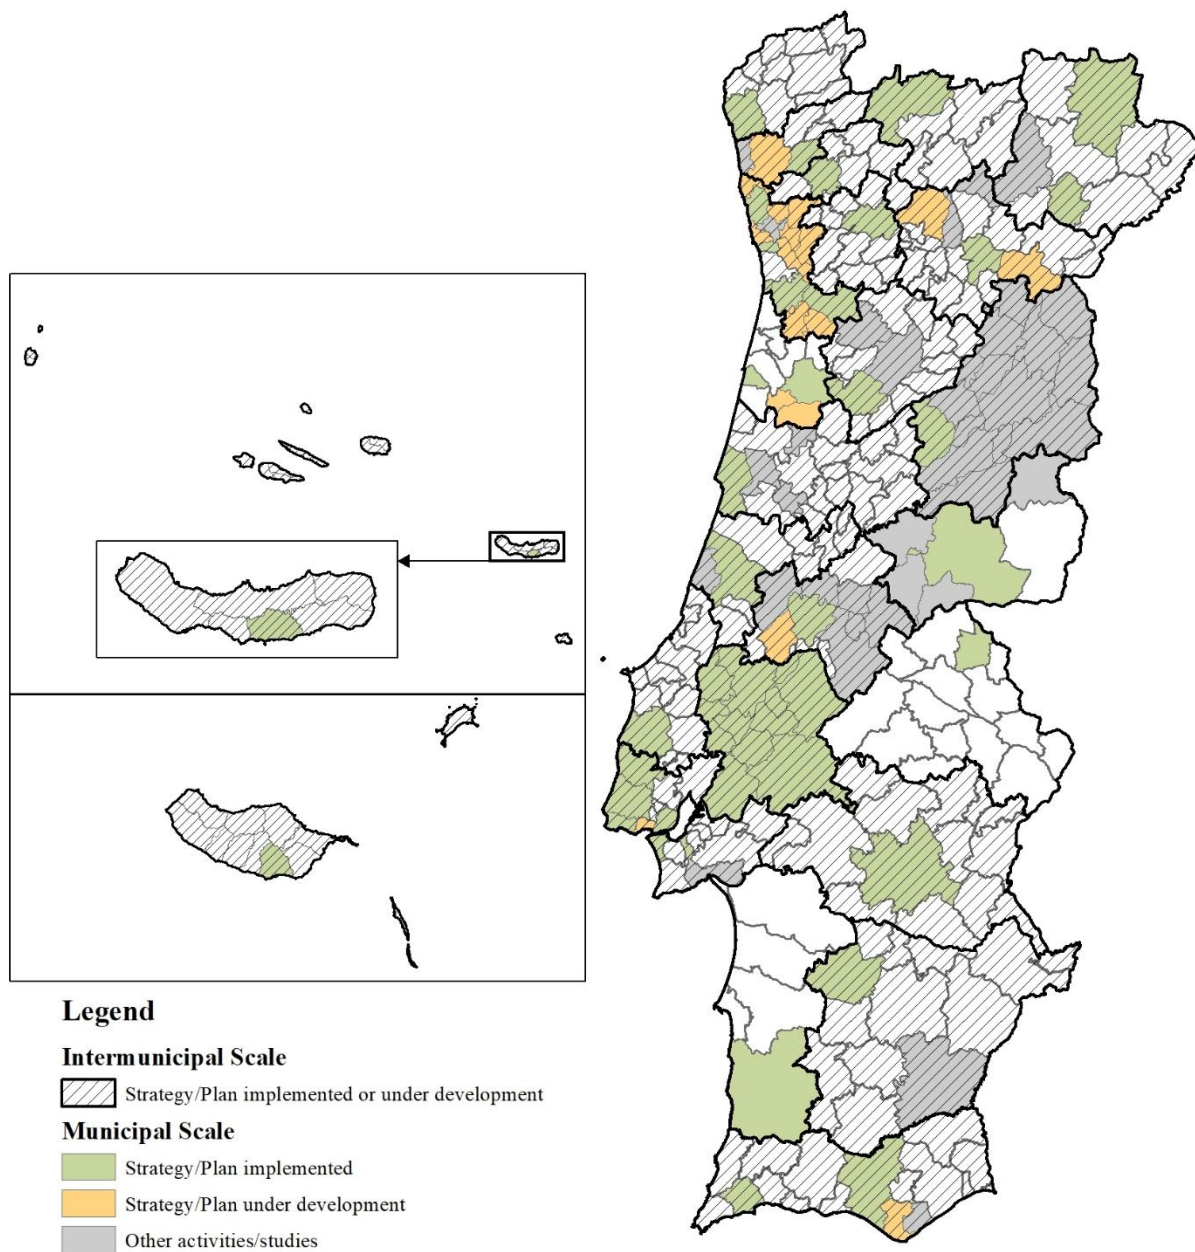 Legend
Intermunicipal Scale
Strategy/Plan implemented or under development
Municipal Scale
Strategy/Plan implemented
Strategy/Plan under development
Other activities/studies